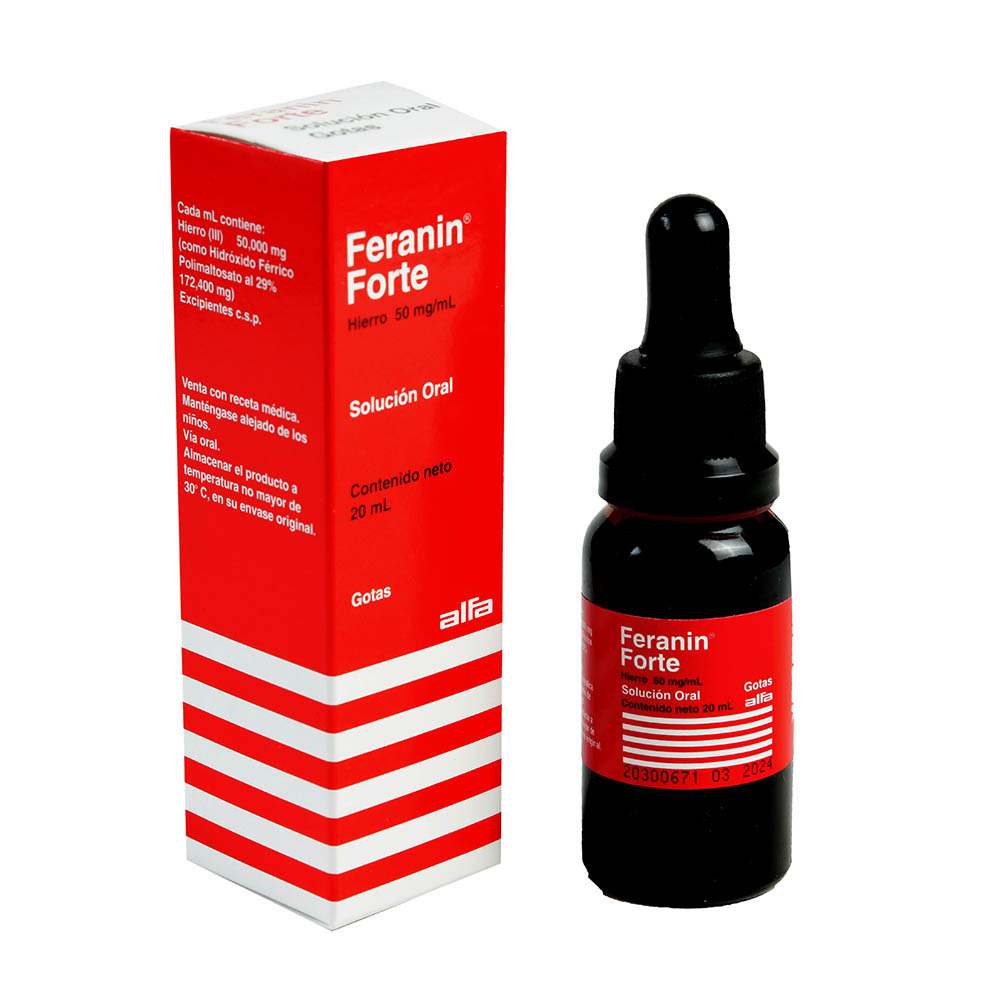 Feranin
Forte
Solución Oral
Gotas
Cada mL contiene:
Hierro (III) 50,000 mg
(como Hidróxido Férrico
Polimaltosato al 29%
172,400 mg)
Excipientes c.s.p.
Venta con receta médica.
Manténgase alejado de los
niños.
Vía oral.
Almacenar el producto a
temperatura no mayor de
30° C, en su envase original.
Feranin®
Forte
Hierro 50 mg/mL
Solución Oral
Contenido neto
20 mL
Gotas
alfa
Feranin®
Forte
Hierro 50 mg/mL
Solución Oral
Contenido neto 20 mL
Gotas
alfa
20300671 03 2024